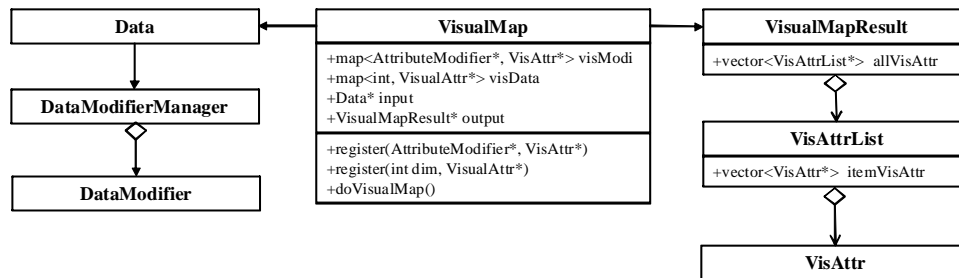 Data
DataModifierManager
DataModifier
VisualMap
+map<AttributeModifier*, VisAttr*> visModi
+map<int, VisualAttr*> visData
+Data* input
+VisualMapResult* output
+register(AttributeModifier*, VisAttr*)
+register(int dim, VisualAttr*)
+doVisualMap()
VisualMapResult
+vector<VisAttrList*> allVisAttr
VisAttrList
+vector<VisAttr*> itemVisAttr
VisAttr